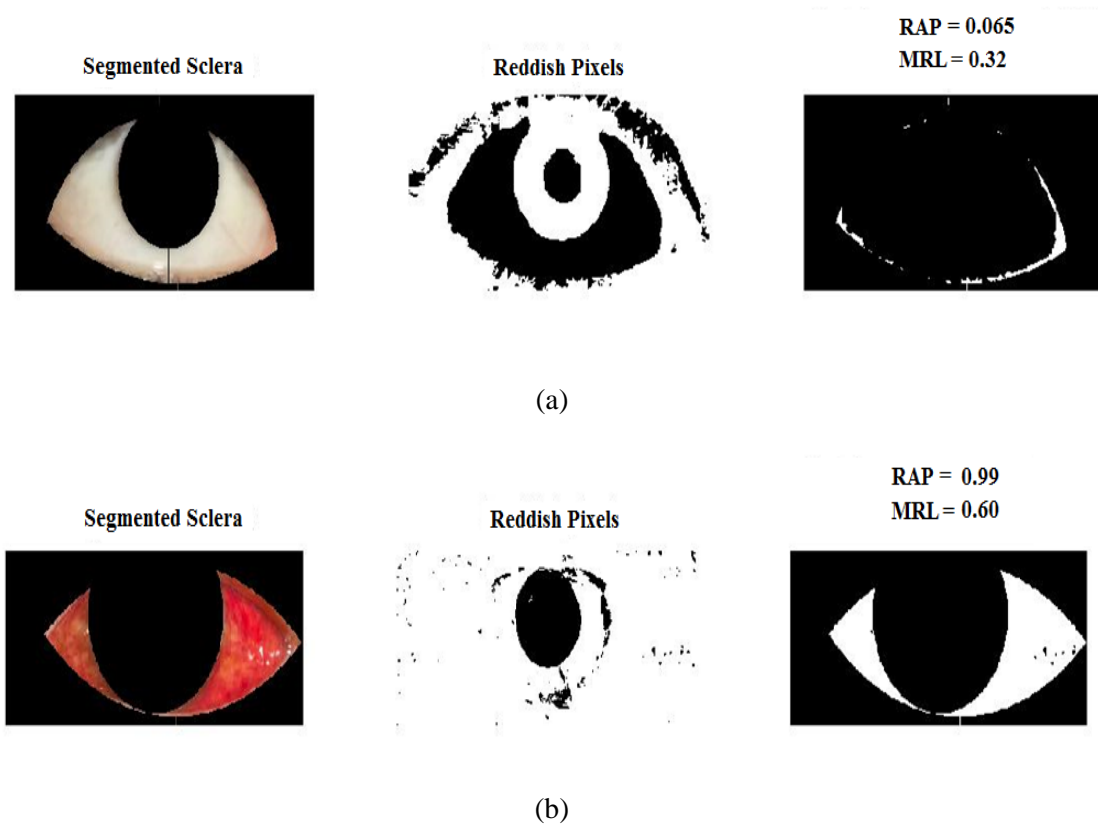 RAP = 0.065
MRL = 0.32
Segmented Sclera
Reddish Pixels
(a)
RAP = 0.99
MRL = 0.60
Segmented Sclera
Reddish Pixels
(b)